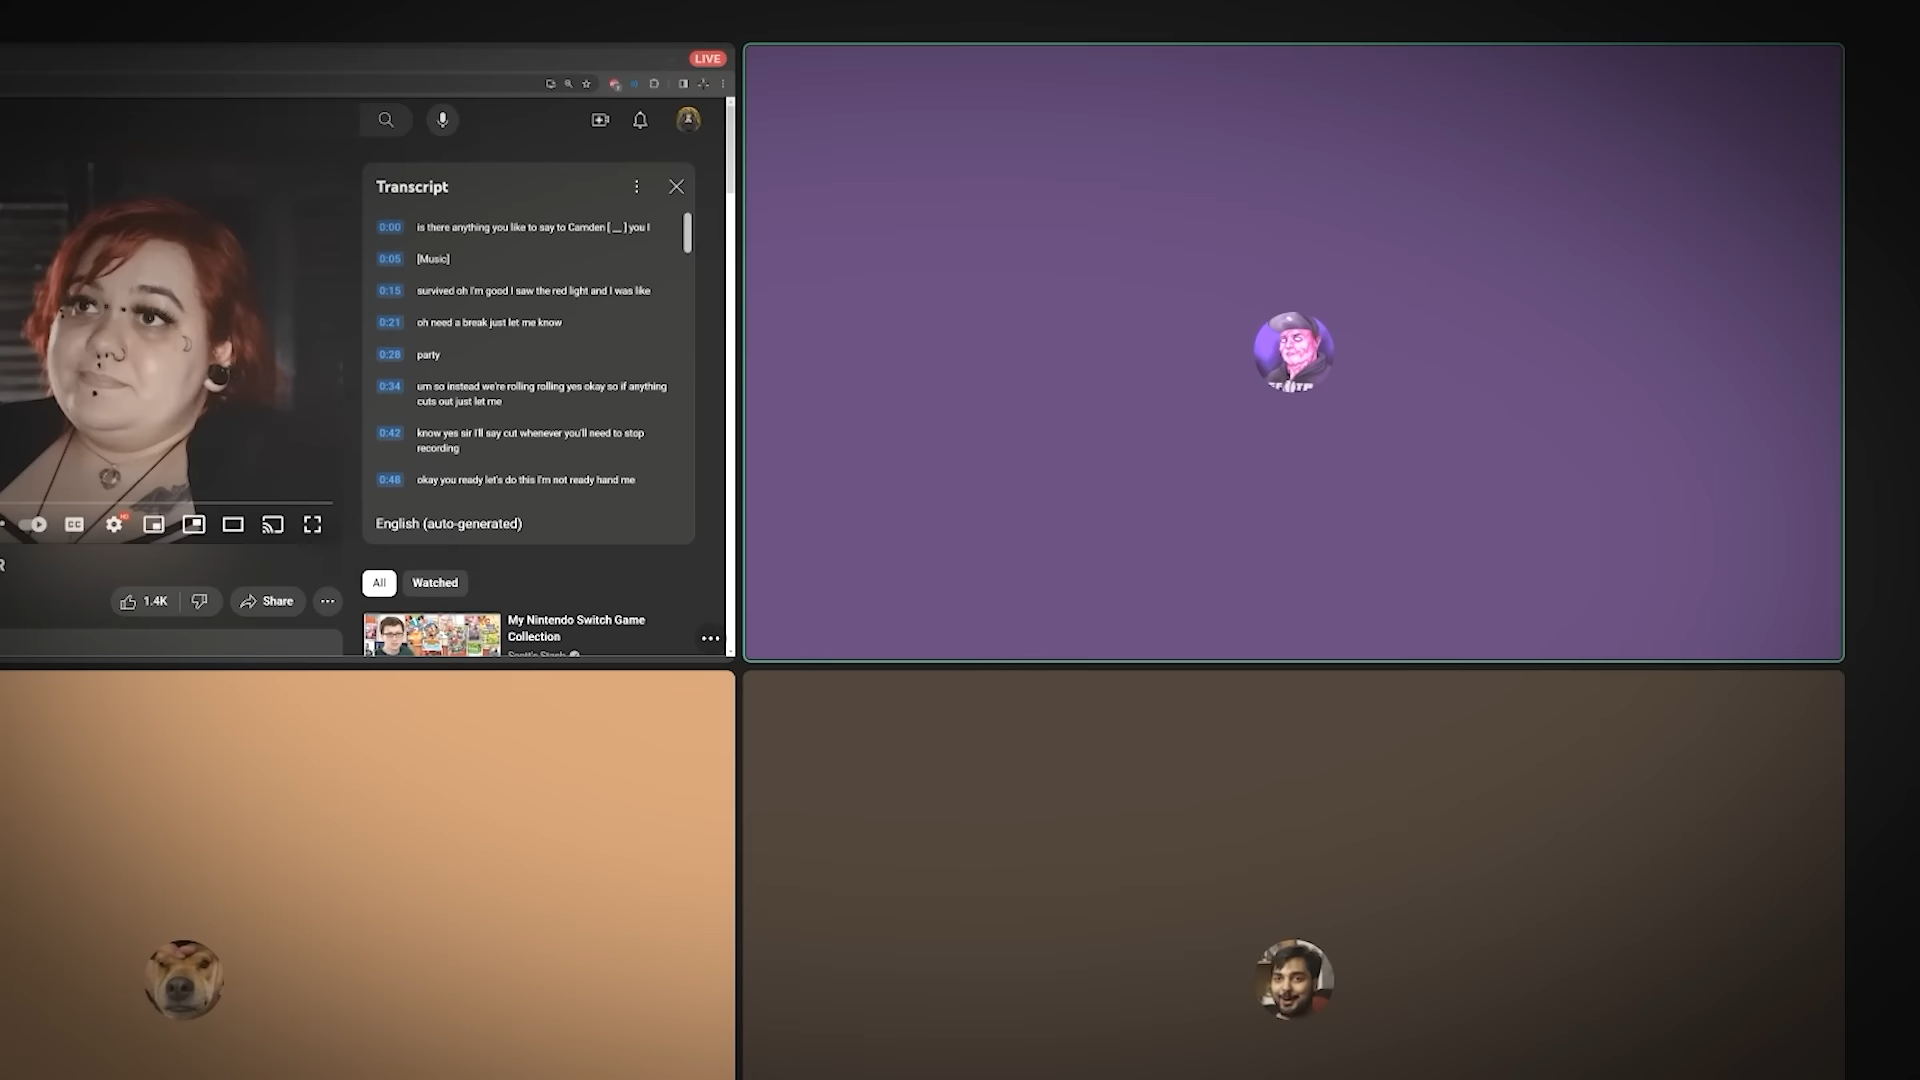 LIVE
Transcript
0:00 is there anything you like to say to Camden [ __ ] you I
0:05 [Music]
0:15 survived oh I'm good I saw the red light and I was like
0:21 oh need a break just let me know
0:28 party
0:34 um so instead we're rolling rolling yes okay so if anything
cuts out just let me
0:42 know yes sir I'll say cut whenever you'll need to stop
recording
0:48 okay you ready let's do this I'm not ready hand me
English (auto-generated)
CC
HD
R
1.4K
Share
All
Watched
My Nintendo Switch Game
Collection